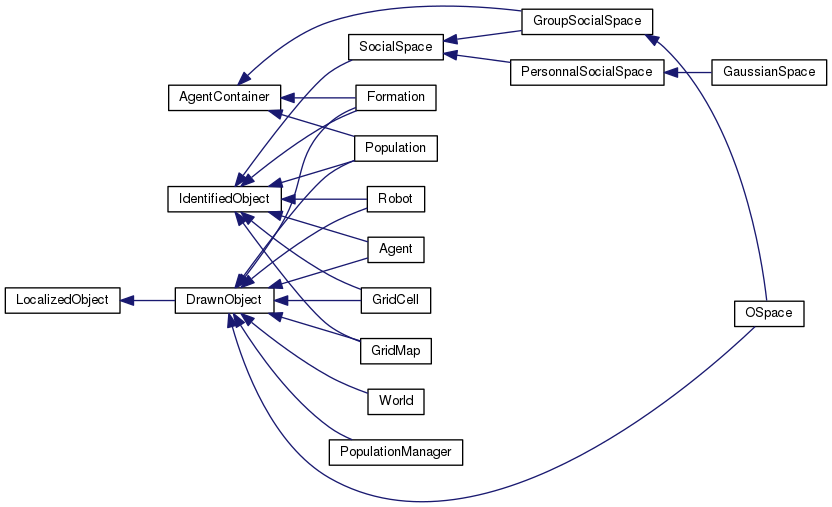 GroupSocialSpace
SocialSpace
PersonnalSocialSpace
GaussianSpace
AgentContainer
Formation
Population
IdentifiedObject
Robot
Agent
LocalizedObject
DrawnObject
GridCell
OSpace
GridMap
World
PopulationManager